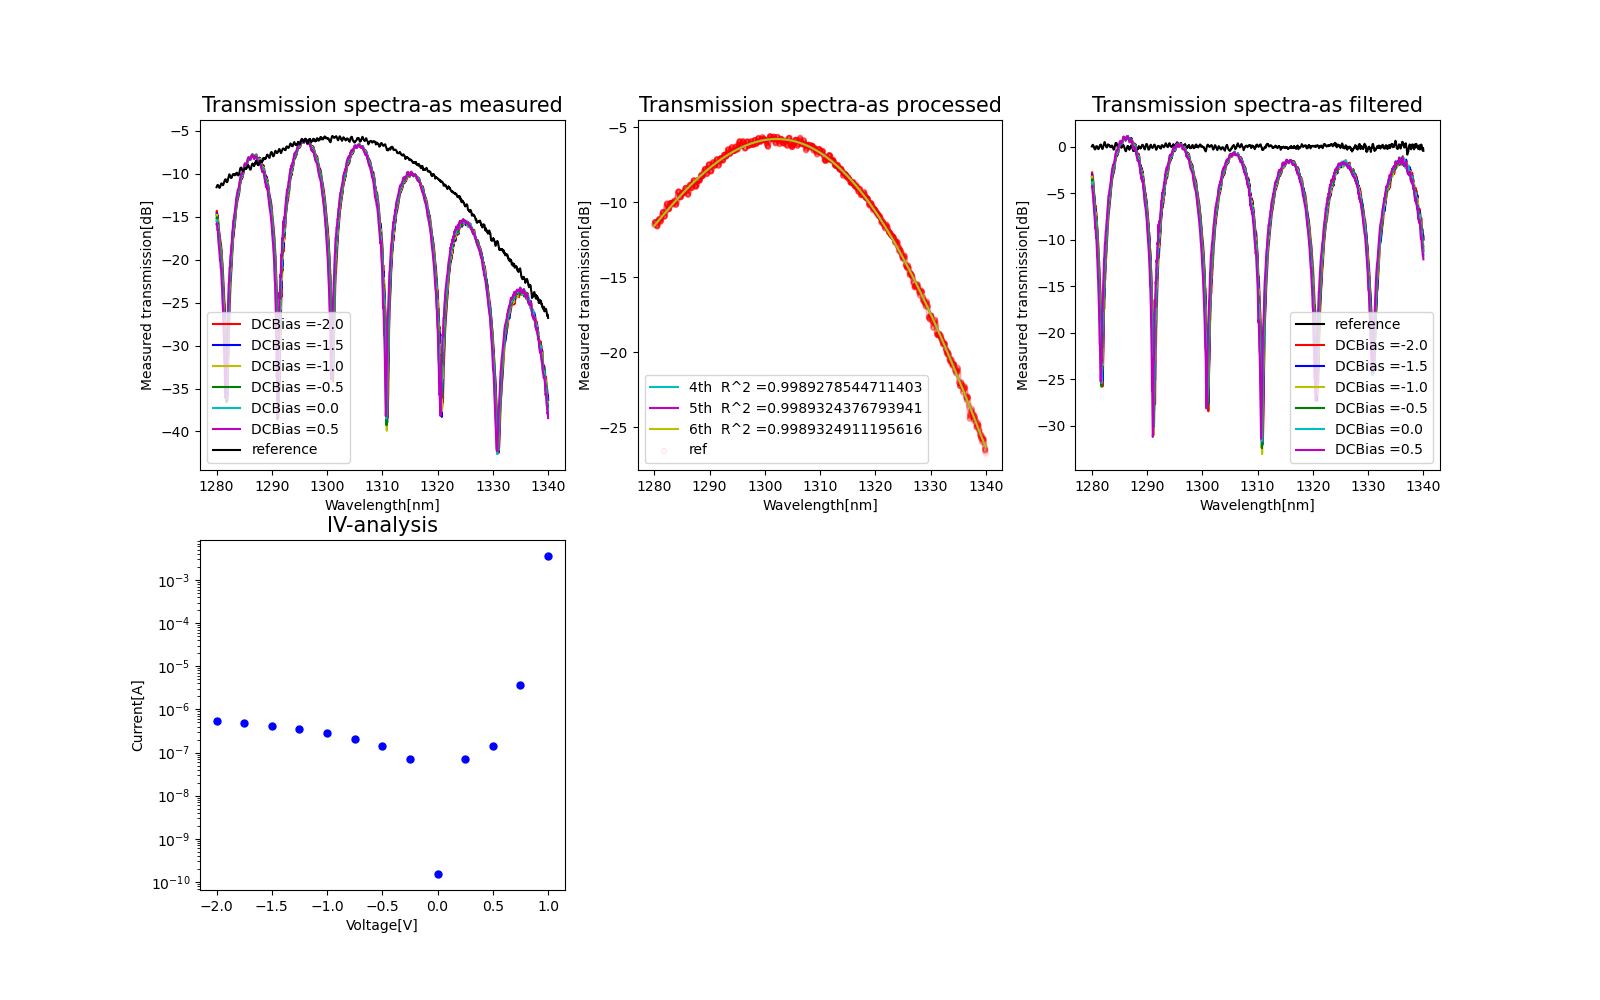 Transmission spectra-as measured
Measured transmission[dB]
−5
−10
−15
−20
−25
−30
−35
−40
DCBias =-2.0
DCBias =-1.5
DCBias =-1.0
DCBias =-0.5
DCBias =0.0
DCBias =0.5
reference
1280 1290 1300 1310 1320 1330 1340
Wavelength[nm]
Transmission spectra-as processed
Measured transmission[dB]
−5
−10
−15
−20
−25
4th R^2 =0.9989278544711403
5th R^2 =0.9989324376793941
6th R^2 =0.9989324911195616
ref
1280 1290 1300 1310 1320 1330 1340
Wavelength[nm]
Transmission spectra-as filtered
Measured transmission[dB]
0
−5
−10
−15
−20
−25
−30
reference
DCBias =-2.0
DCBias =-1.5
DCBias =-1.0
DCBias =-0.5
DCBias =0.0
DCBias =0.5
1280 1290 1300 1310 1320 1330 1340
Wavelength[nm]
IV-analysis
Current[A]
10⁻³
10⁻⁴
10⁻⁵
10⁻⁶
10⁻⁷
10⁻⁸
10⁻⁹
10⁻¹⁰
−2.0 −1.5 −1.0 −0.5 0.0 0.5 1.0
Voltage[V]